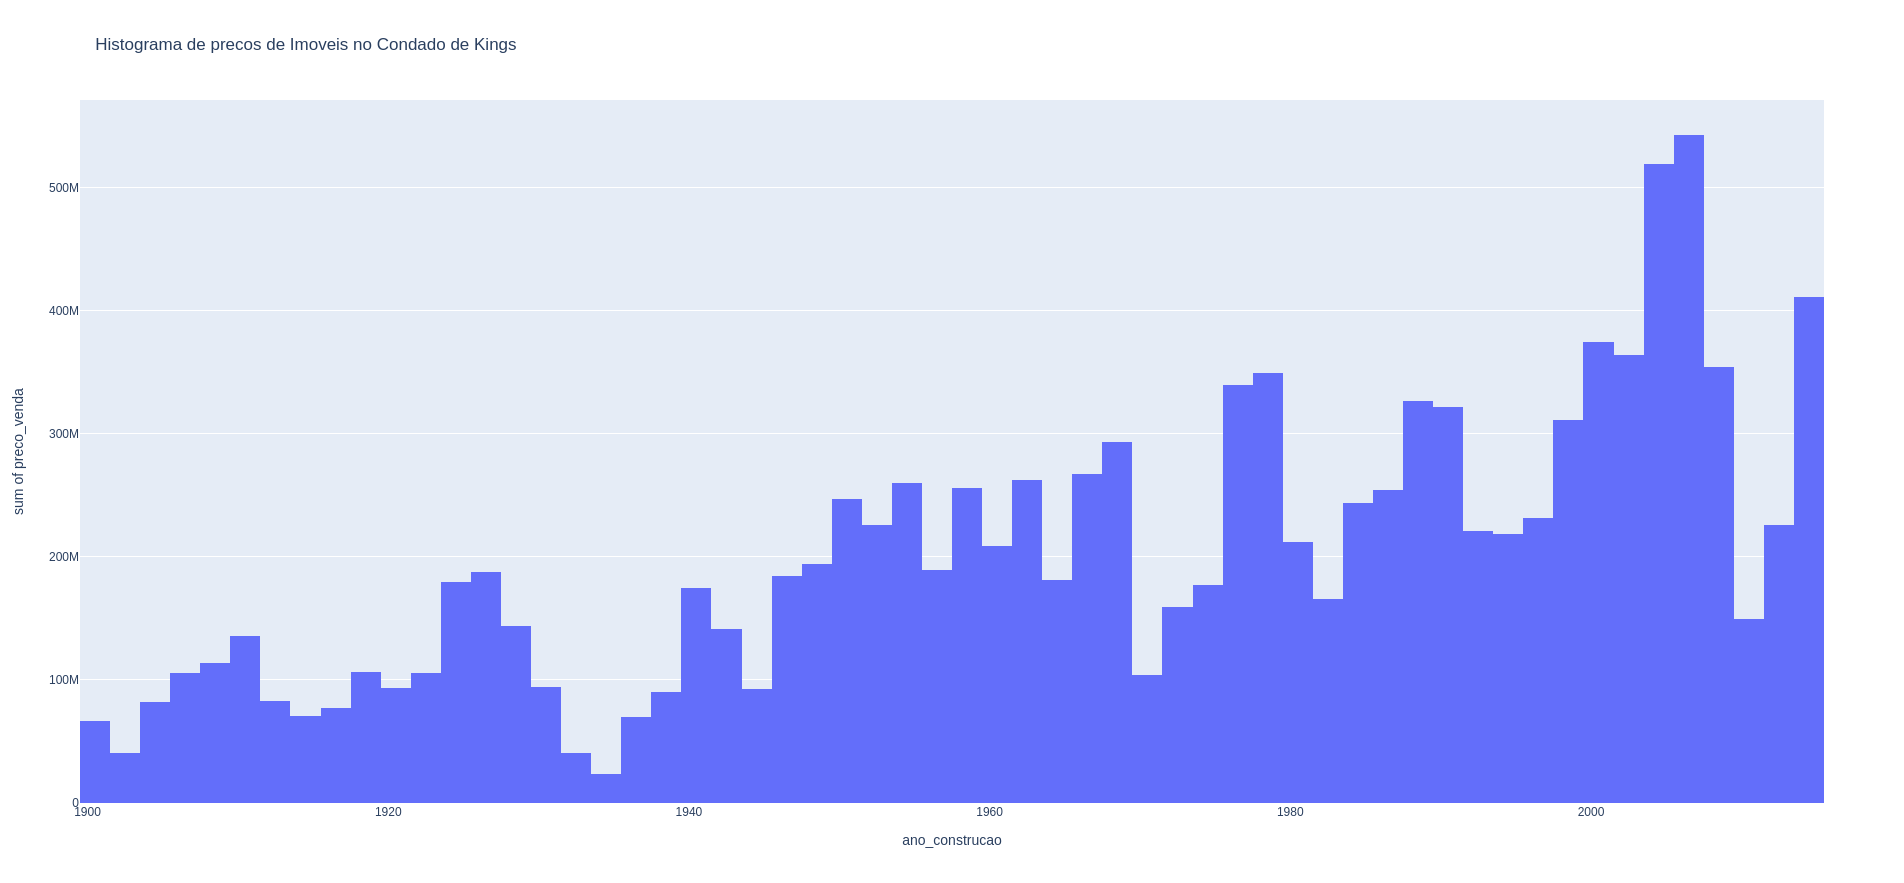 Histograma de precos de Imoveis no Condado de Kings
500M
400M
300M
200M
100M
0
sum of preco_venda
1900
1920
1940
1960
1980
2000
ano_construcao